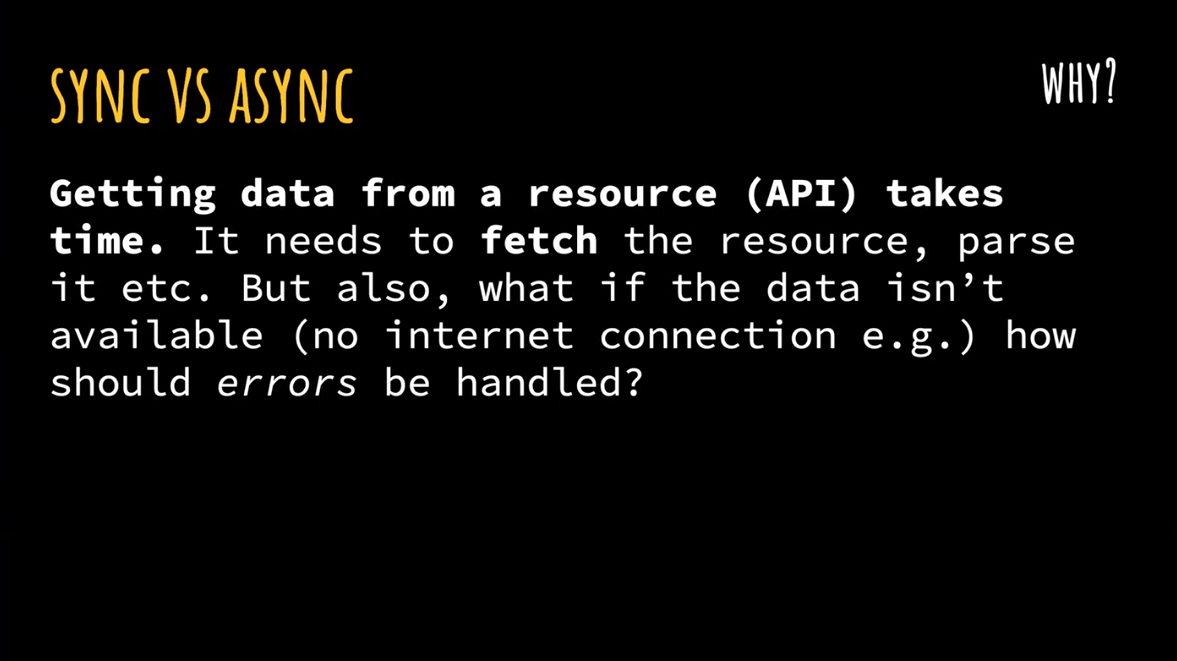 SYNC VS ASYNC
WHY?
Getting data from a resource (API) takes
time. It needs to fetch the resource, parse
it etc. But also, what if the data isn’t
available (no internet connection e.g.) how
should errors be handled?